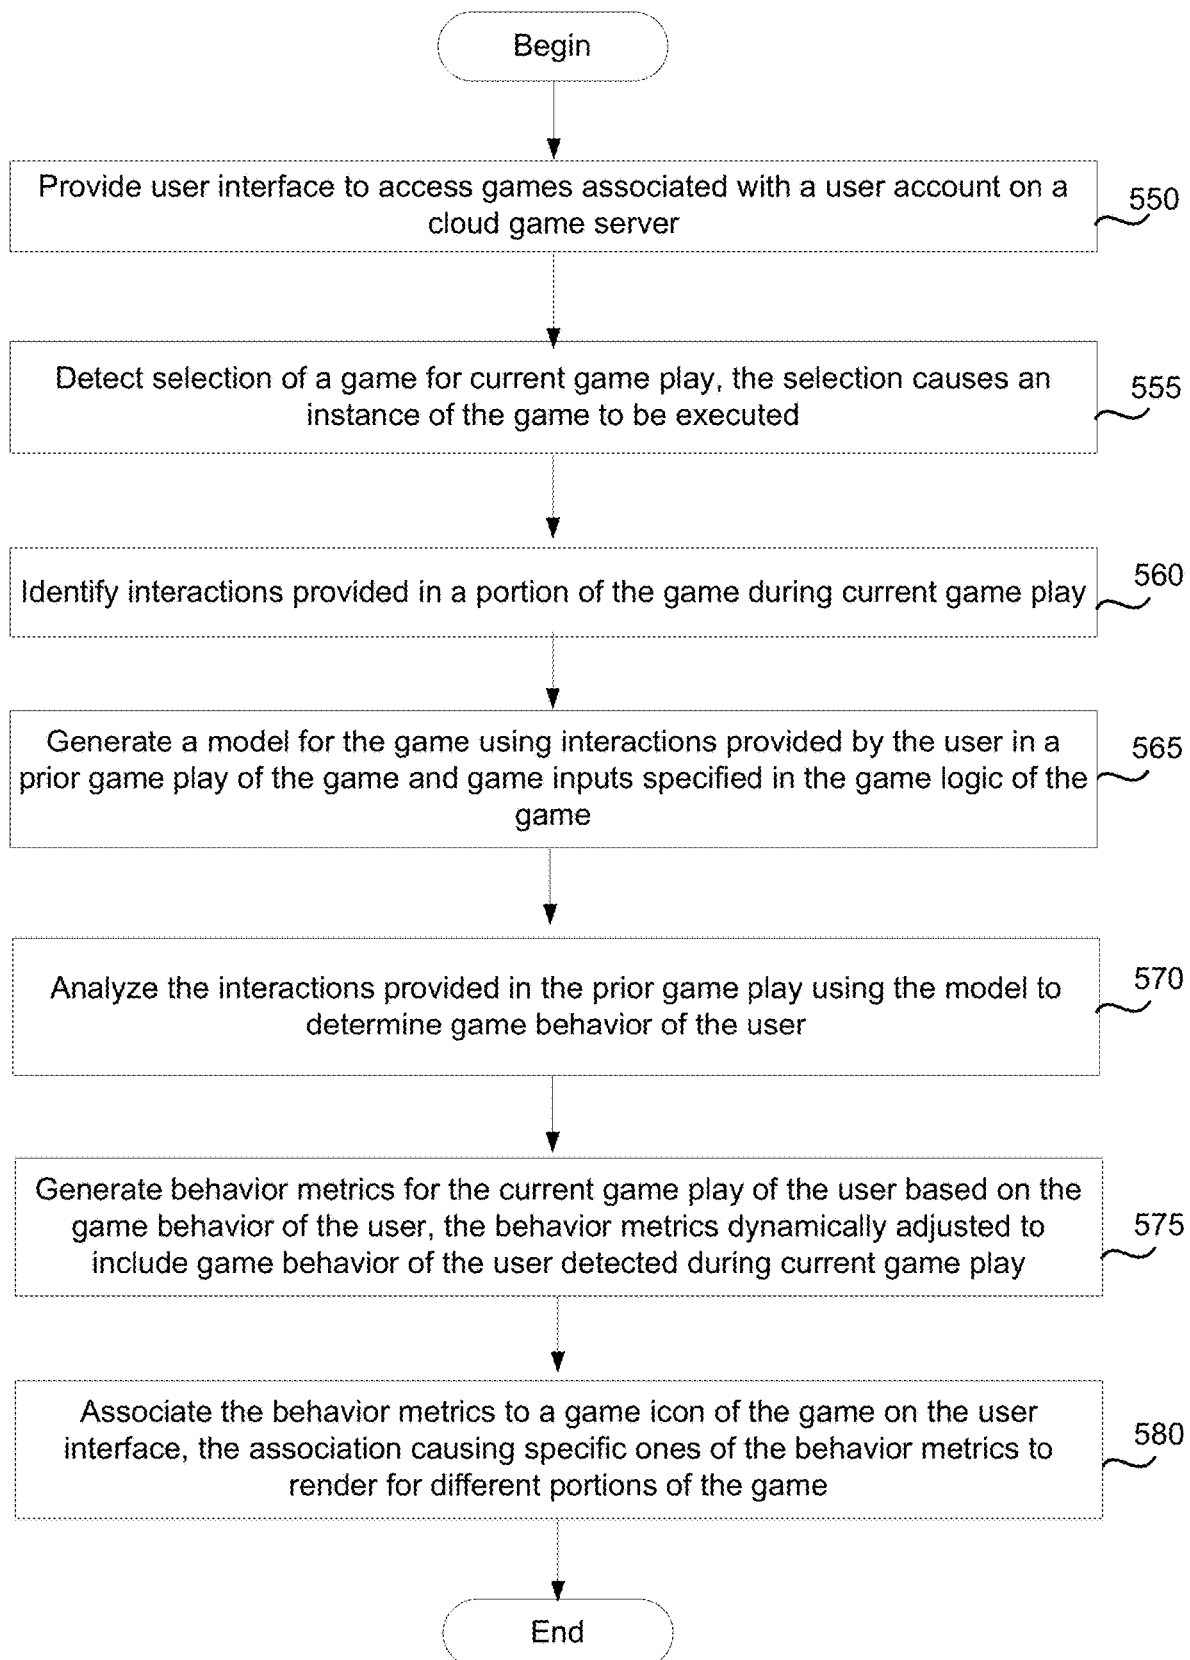 Begin
Provide user interface to access games associated with a user account on a
cloud game server
550
Detect selection of a game for current game play, the selection causes an
instance of the game to be executed
555
Identify interactions provided in a portion of the game during current game play
560
Generate a model for the game using interactions provided by the user in a
prior game play of the game and game inputs specified in the game logic of the
game
565
Analyze the interactions provided in the prior game play using the model to
determine game behavior of the user
570
Generate behavior metrics for the current game play of the user based on the
game behavior of the user, the behavior metrics dynamically adjusted to
include game behavior of the user detected during current game play
575
Associate the behavior metrics to a game icon of the game on the user
interface, the association causing specific ones of the behavior metrics to
render for different portions of the game
580
End